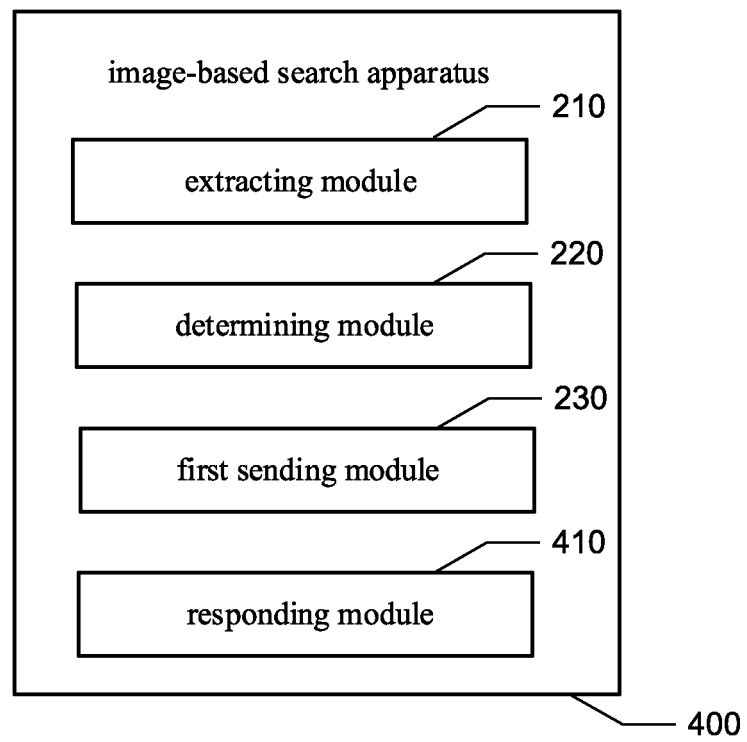 image-based search apparatus
210
extracting module
220
determining module
230
first sending module
410
responding module
400